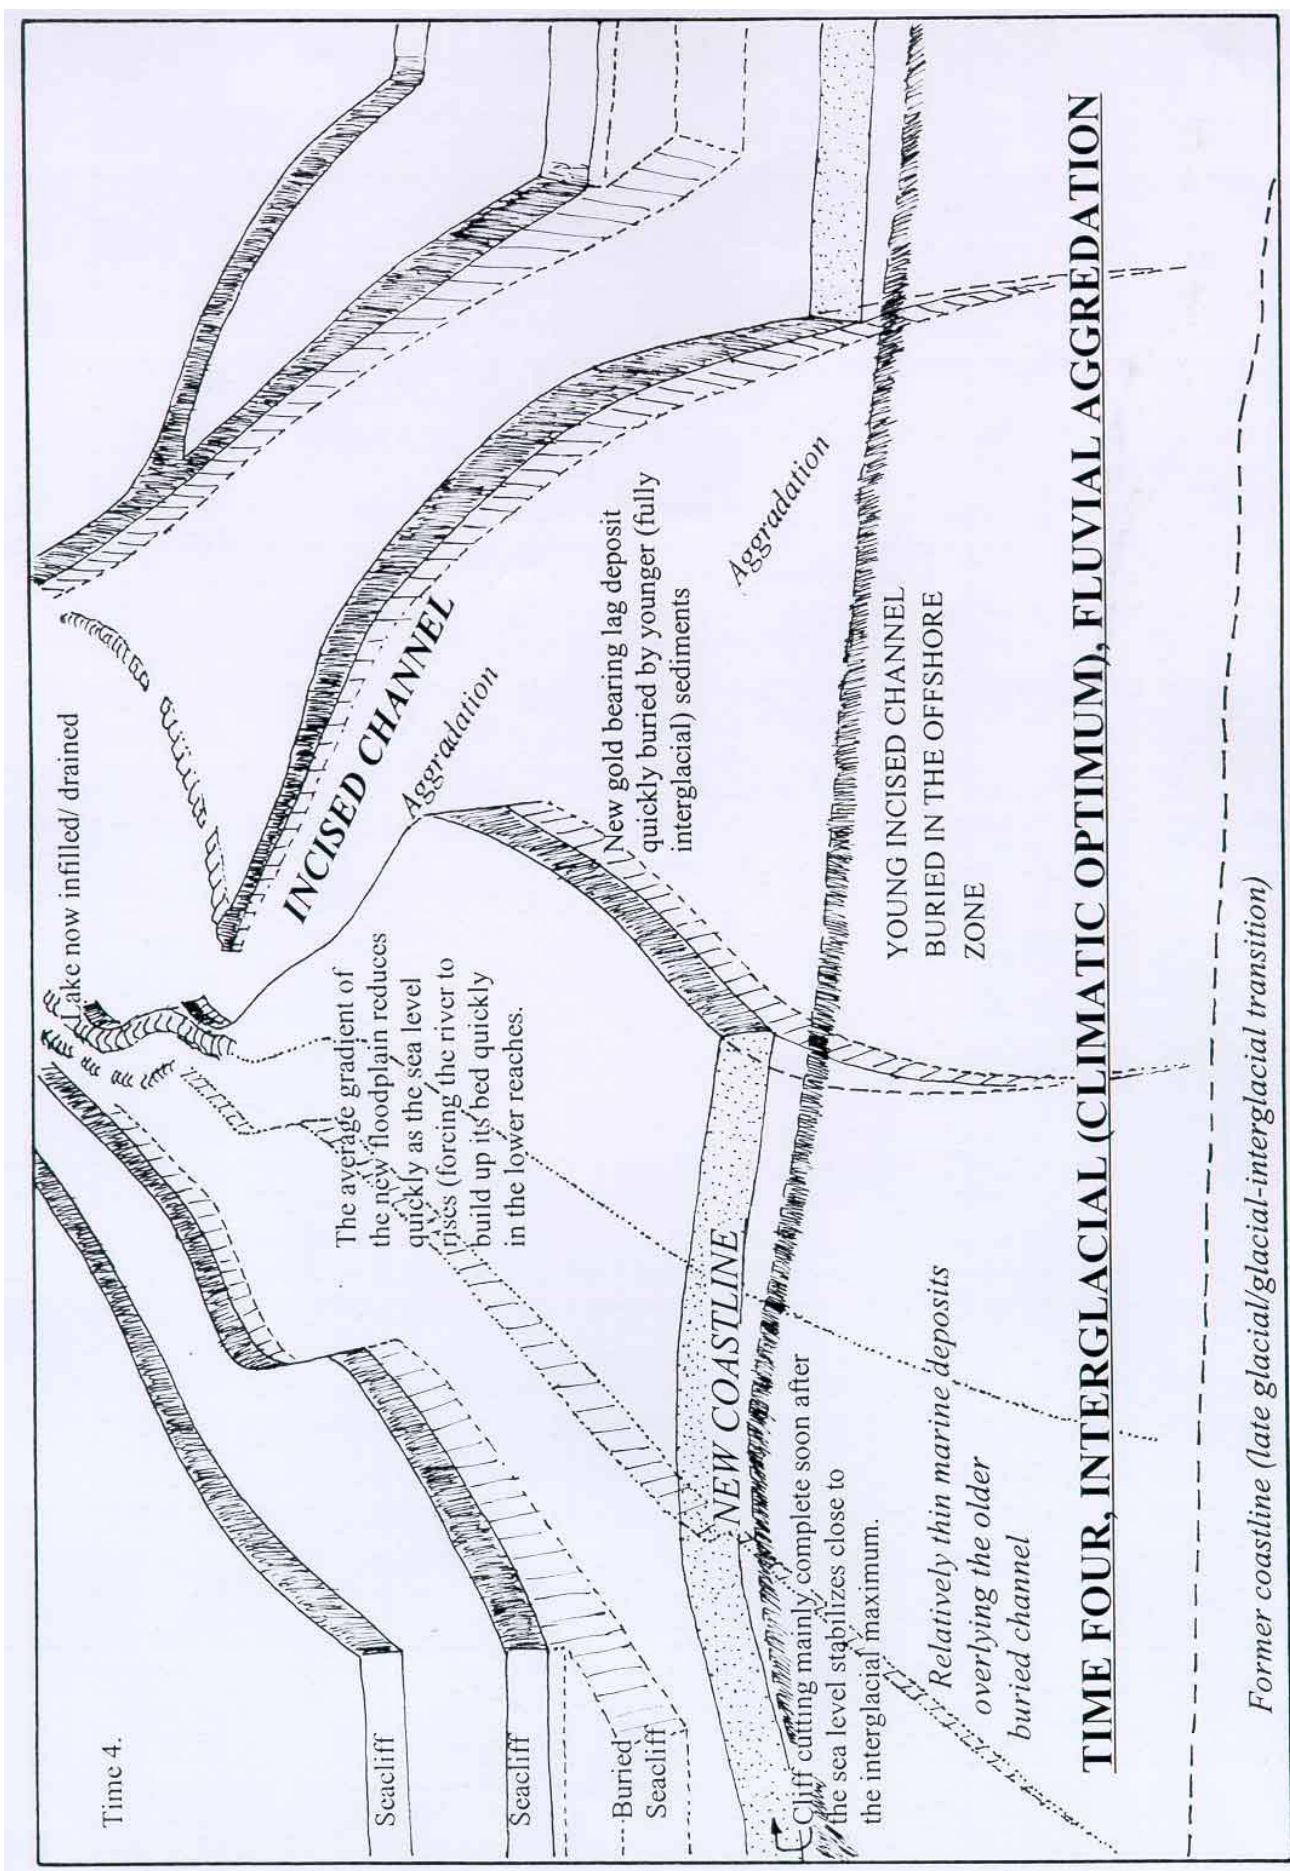 Time 4.
Lake now infilled/ drained
Seacliff
Seacliff
Buried
Seacliff
The average gradient of
the new floodplain reduces
quickly as the sea level
rises (forcing the river to
build up its bed quickly
in the lower reaches.
INCISED CHANNEL
Aggradation
New gold bearing lag deposit
quickly buried by younger (fully
interglacial) sediments
Aggradation
NEW COASTLINE
Cliff cutting mainly complete soon after
the sea level stabilizes close to
the interglacial maximum.
YOUNG INCISED CHANNEL
BURIED IN THE OFFSHORE
ZONE
Relatively thin marine deposits
overlying the older
buried channel
TIME FOUR, INTERGLACIAL (CLIMATIC OPTIMUM), FLUVIAL AGGREDATION
Former coastline (late glacial/glacial-interglacial transition)